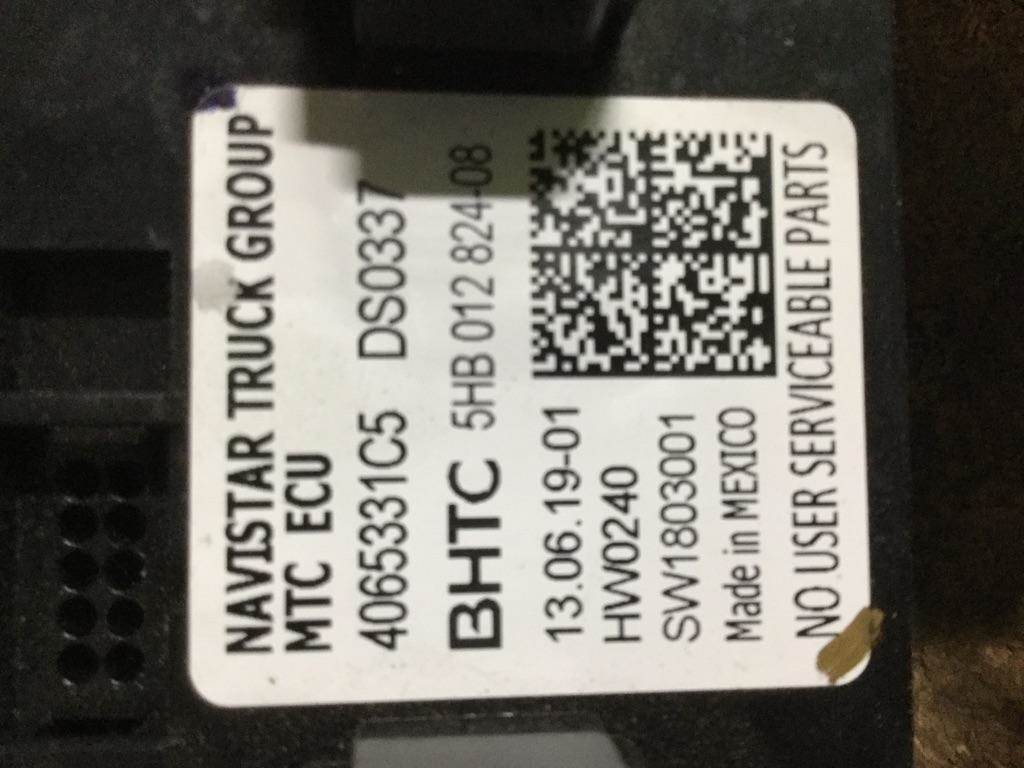 NAVISTAR TRUCK GROUP
MTC ECU
4065331C5 DS0337
BHTC 5HB 012 824-08
13.06.19-01
HW0240
SW1803001
Made in MEXICO
NO USER SERVICEABLE PARTS